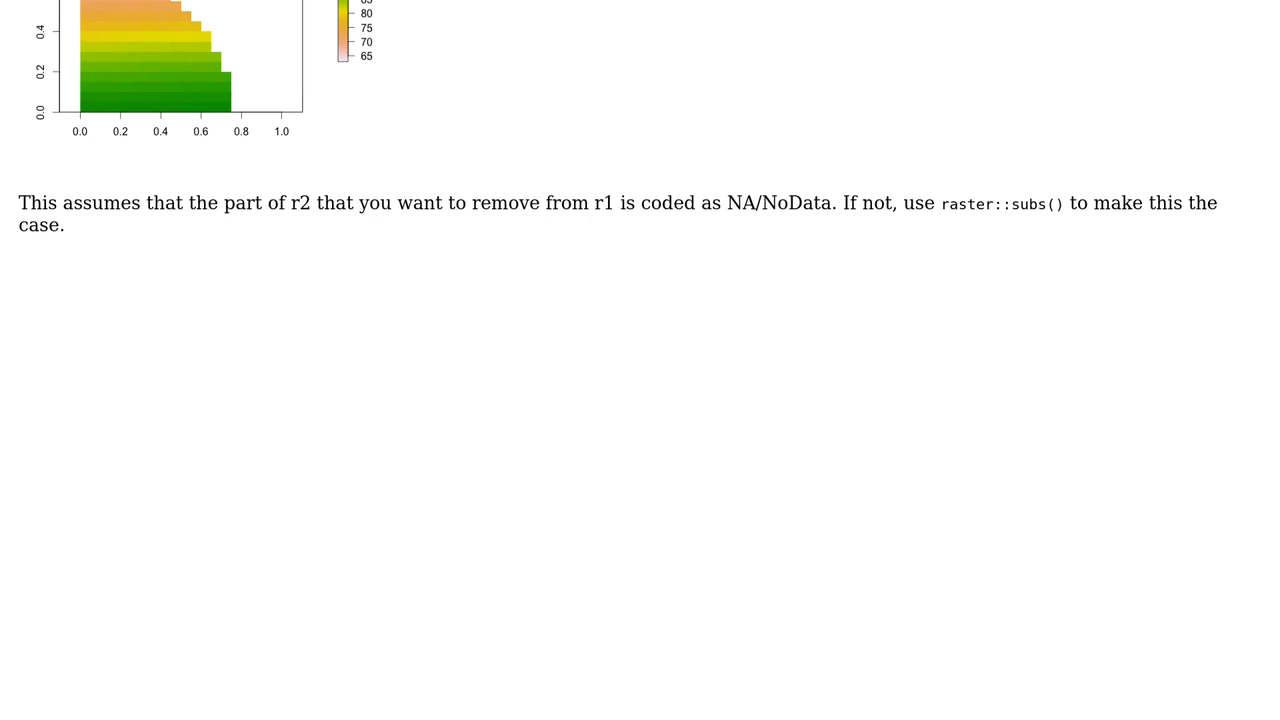 85
0.4
80
75
70
65
0.2
0.0
0.0 0.2 0.4 0.6 0.8 1.0
This assumes that the part of r2 that you want to remove from r1 is coded as NA/NoData. If not, use raster::subs() to make this the
case.